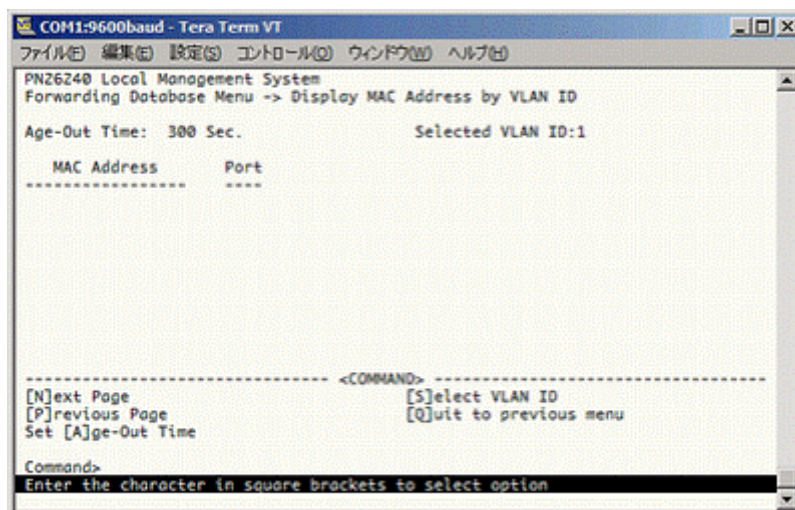 COM1:9600baud - Tera Term VT
ファイル(F) 編集(E) 設定(S) コントロール(O) ウィンドウ(W) ヘルプ(H)
PN26240 Local Management System
Forwarding Database Menu -> Display MAC Address by VLAN ID
Age-Out Time: 300 Sec. Selected VLAN ID:1
MAC Address Port
----------------- ----
-------------------------------- <COMMAND> -----------------------------------
[N]ext Page [S]elect VLAN ID
[P]revious Page [Q]uit to previous menu
Set [A]ge-Out Time
Command>
Enter the character in square brackets to select option